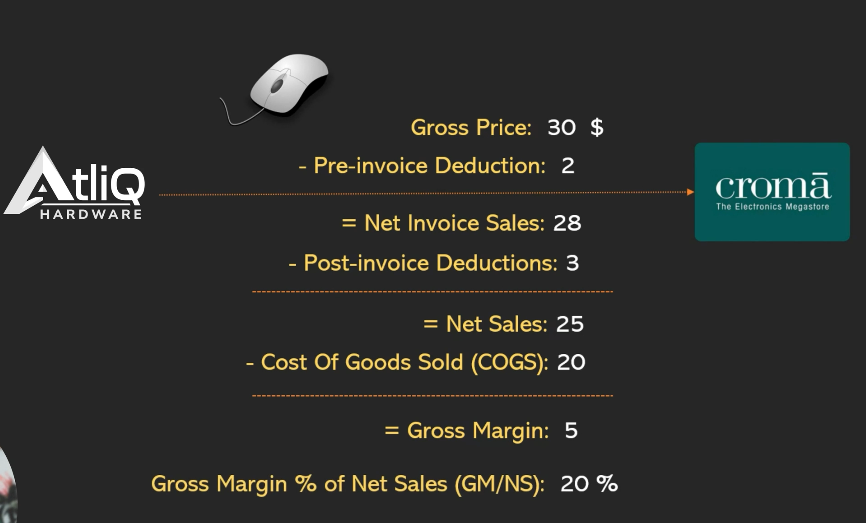 Gross Price: 30 $
- Pre-invoice Deduction: 2
AtliQ
HARDWARE
cromā
The Electronics Megastore
= Net Invoice Sales: 28
- Post-invoice Deductions: 3
= Net Sales: 25
- Cost Of Goods Sold (COGS): 20
= Gross Margin: 5
Gross Margin % of Net Sales (GM/NS): 20 %